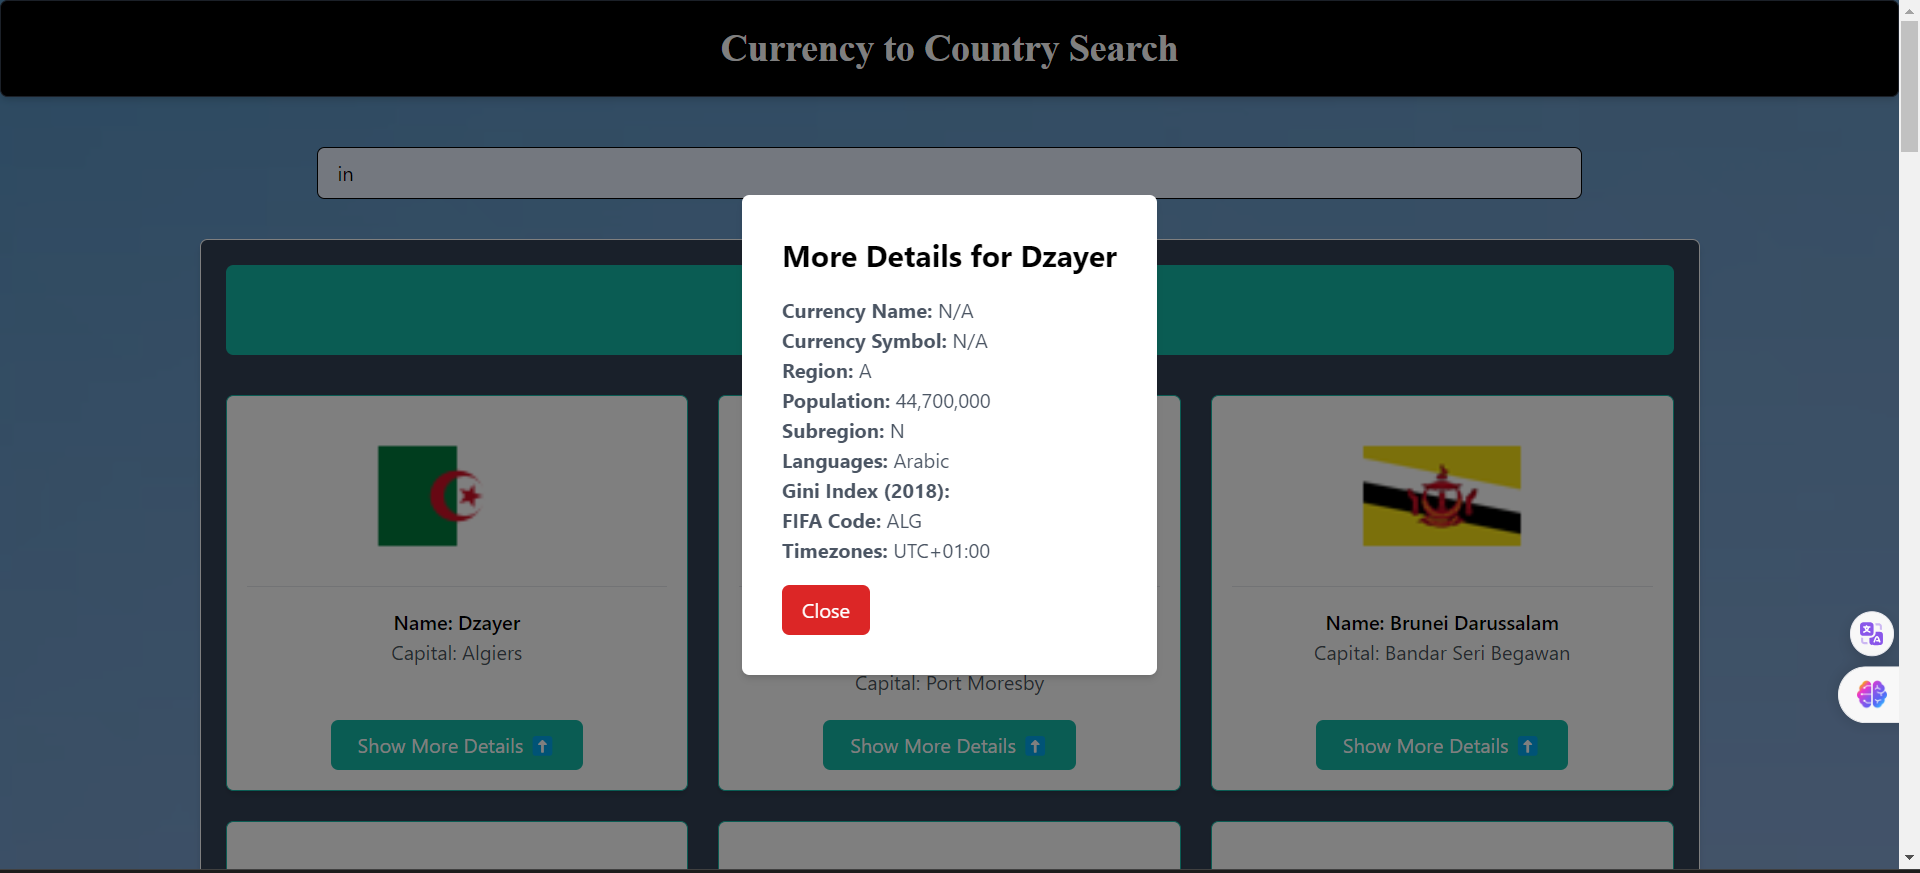 Currency to Country Search
in
More Details for Dzayer
Currency Name: N/A
Currency Symbol: N/A
Region: A
Population: 44,700,000
Subregion: N
Languages: Arabic
Gini Index (2018):
FIFA Code: ALG
Timezones: UTC+01:00
Close
Name: Dzayer
Capital: Algiers
Show More Details ⬆
Capital: Port Moresby
Show More Details ⬆
Name: Brunei Darussalam
Capital: Bandar Seri Begawan
Show More Details ⬆